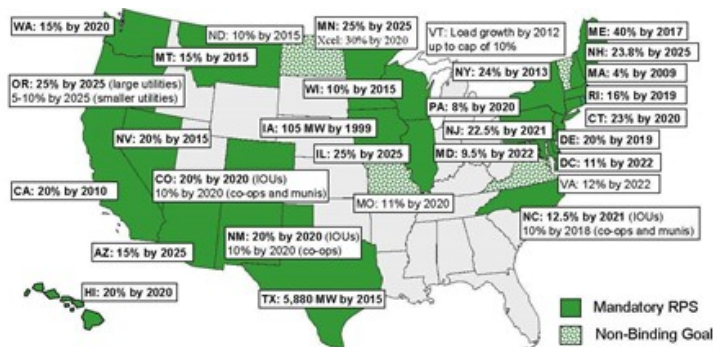 WA: 15% by 2020
ND: 10% by 2015
MN: 25% by 2025
Xcel: 30% by 2020
VT: Load growth by 2012
up to cap of 10%
ME: 40% by 2017
MT: 15% by 2015
NH: 23.8% by 2025
OR: 25% by 2025 (large utilities)
5-10% by 2025 (smaller utilities)
WI: 10% by 2015
NY: 24% by 2013
MA: 4% by 2009
PA: 8% by 2020
RI: 16% by 2019
NV: 20% by 2015
IA: 105 MW by 1999
NJ: 22.5% by 2021
CT: 23% by 2020
IL: 25% by 2025
MD: 9.5% by 2022
DE: 20% by 2019
CA: 20% by 2010
CO: 20% by 2020 (IOUs)
10% by 2020 (co-ops and munis)
DC: 11% by 2022
MO: 11% by 2020
VA: 12% by 2022
AZ: 15% by 2025
NM: 20% by 2020 (IOUs)
10% by 2020 (co-ops)
NC: 12.5% by 2021 (IOUs)
10% by 2018 (co-ops and munis)
HI: 20% by 2020
TX: 5,880 MW by 2015
Mandatory RPS
Non-Binding Goal